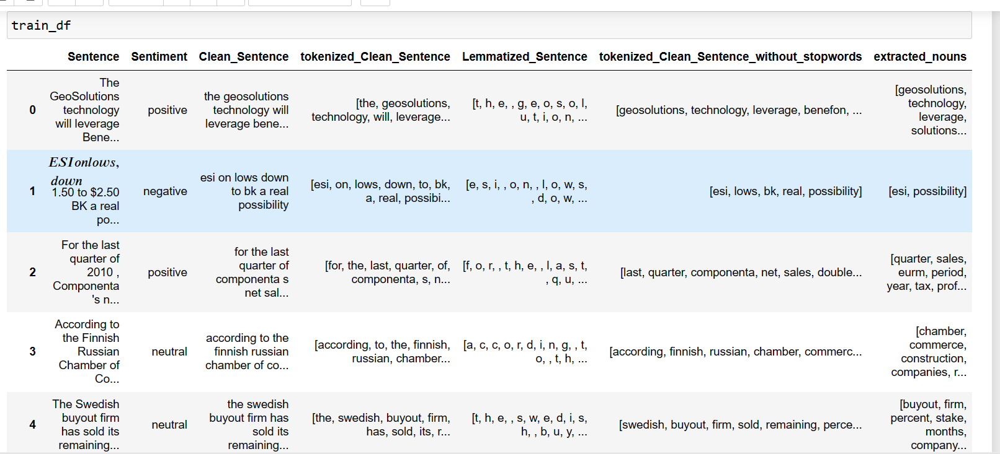 train_df
Sentence Sentiment Clean_Sentence tokenized_Clean_Sentence Lemmatized_Sentence tokenized_Clean_Sentence_without_stopwords extracted_nouns
0
The
GeoSolutions
technology
will leverage
Bene...
positive
the geosolutions
technology will
leverage bene...
[the, geosolutions,
technology, will, leverage...
[t, h, e, , g, e, o, s, o, l,
u, t, i, o, n, ...
[geosolutions, technology, leverage, benefon, ...
[geosolutions,
technology,
leverage,
solutions...
1
ESIonlows,
down
1.50 to $2.50
BK a real
po...
negative
esi on lows down
to bk a real
possibility
[esi, on, lows, down, to, bk,
a, real, possibi...
[e, s, i, , o, n, , l, o, w, s,
, d, o, w, ...
[esi, lows, bk, real, possibility]
[esi, possibility]
2
For the last
quarter of
2010 ,
Componenta
's n...
positive
for the last
quarter of
componenta s
net sal...
[for, the, last, quarter, of,
componenta, s, n...
[f, o, r, , t, h, e, , l, a, s, t,
, q, u, ...
[last, quarter, componenta, net, sales, double...
[quarter, sales,
eurm, period,
year, tax, prof...
3
According to
the Finnish
Russian
Chamber of
Co...
neutral
according to the
finnish russian
chamber of co...
[according, to, the, finnish,
russian, chamber...
[a, c, c, o, r, d, i, n, g, , t,
o, , t, h, ...
[according, finnish, russian, chamber, commerc...
[chamber,
commerce,
construction,
companies, r...
4
The Swedish
buyout firm
has sold its
remaining...
neutral
the swedish
buyout firm has
sold its
remaining...
[the, swedish, buyout, firm,
has, sold, its, r...
[t, h, e, , s, w, e, d, i, s,
h, , b, u, y, ...
[swedish, buyout, firm, sold, remaining, perce...
[buyout, firm,
percent, stake,
months,
company...